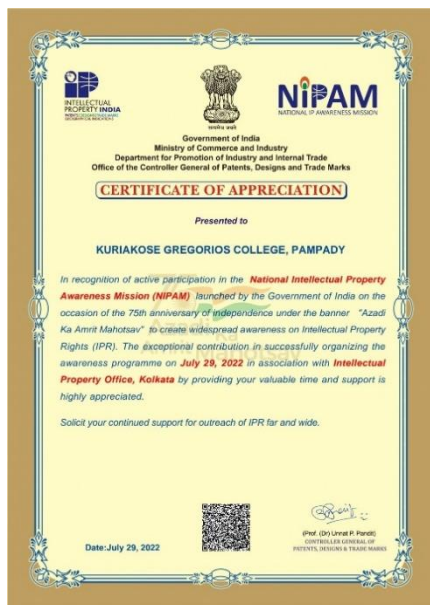 INTELLECTUAL
PROPERTY INDIA
सत्यमेव जयते
NIPAM
NATIONAL IP AWARENESS MISSION
Government of India
Ministry of Commerce and Industry
Department for Promotion of Industry and Internal Trade
Office of the Controller General of Patents, Designs and Trade Marks
CERTIFICATE OF APPRECIATION
Presented to
KURIAKOSE GREGORIOS COLLEGE, PAMPADY
In recognition of active participation in the National Intellectual Property
Awareness Mission (NIPAM) launched by the Government of India on the
occasion of the 75th anniversary of independence under the banner "Azadi
Ka Amrit Mahotsav" to create widespread awareness on Intellectual Property
Rights (IPR). The exceptional contribution in successfully organizing the
awareness programme on July 29, 2022 in association with Intellectual
Property Office, Kolkata by providing your valuable time and support is
highly appreciated.
Azadi
Ka
Amrit Mahotsav
Solicit your continued support for outreach of IPR far and wide.
(Prof. (Dr) Unnat P. Pandit)
CONTROLLER GENERAL OF
PATENTS, DESIGNS & TRADE MARKS
Date:July 29, 2022